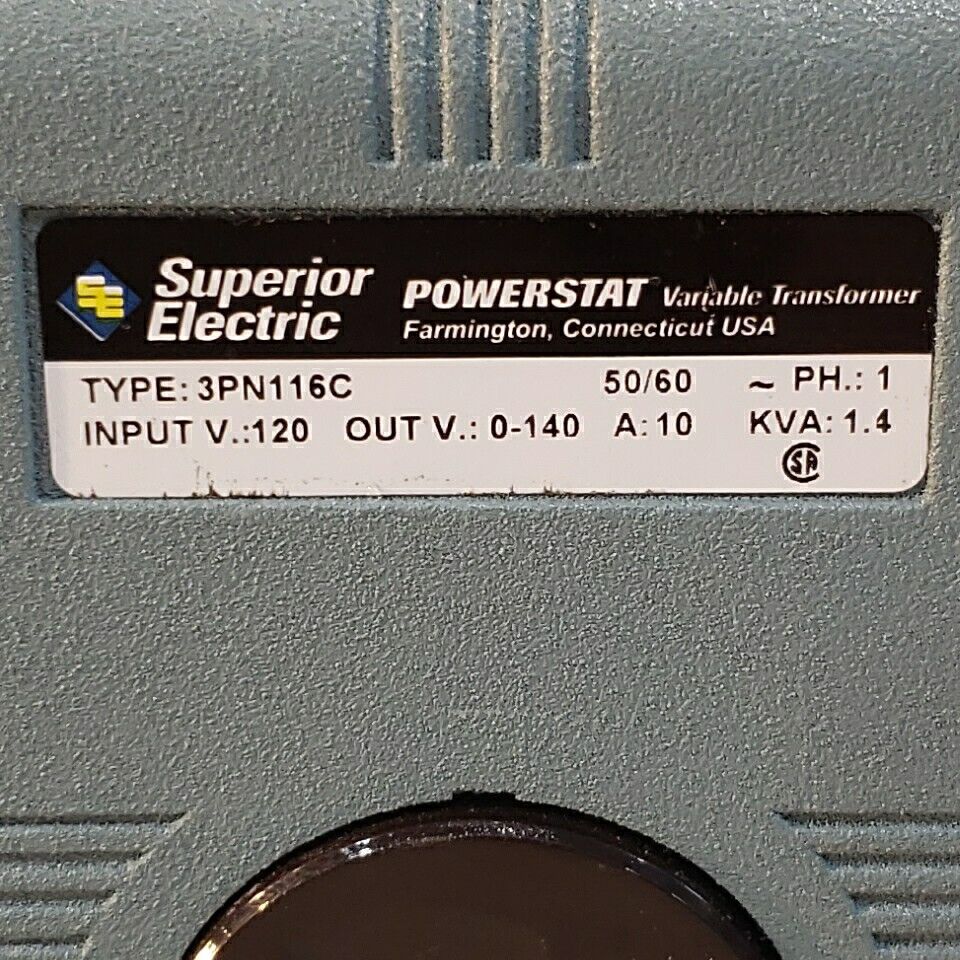 SE Superior Electric
POWERSTAT Variable Transformer
Farmington, Connecticut USA
TYPE: 3PN116C 50/60 ~ PH.: 1
INPUT V.:120 OUT V.: 0-140 A: 10 KVA: 1.4
SA